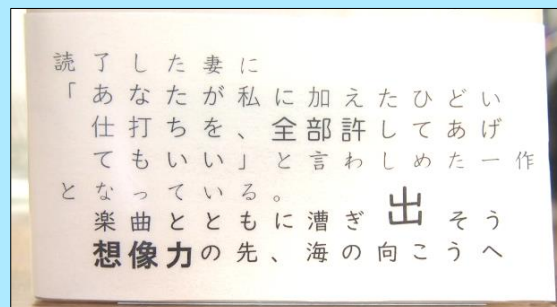 読了した妻に
「あなたが私に加えたひどい
仕打ちを、全部許してあげ
てもいい」と言わしめた一作
となっている。
楽曲とともに漕ぎ出そう
想像力の先、海の向こうへ